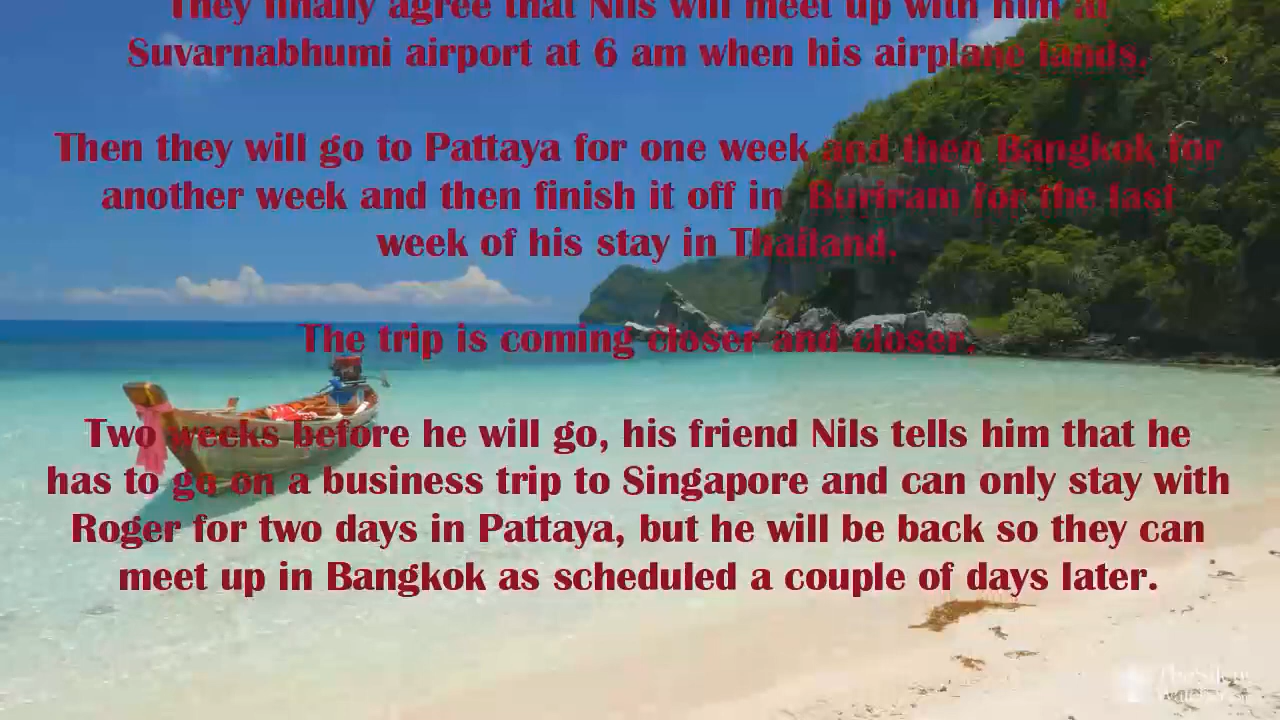 They finally agree that Nils will meet up with him at
Suvarnabhumi airport at 6 am when his airplane lands.
Then they will go to Pattaya for one week and then Bangkok for
another week and then finish it off in Buriram for the last
week of his stay in Thailand.
The trip is coming closer and closer.
Two weeks before he will go, his friend Nils tells him that he
has to go on a business trip to Singapore and can only stay with
Roger for two days in Pattaya, but he will be back so they can
meet up in Bangkok as scheduled a couple of days later.